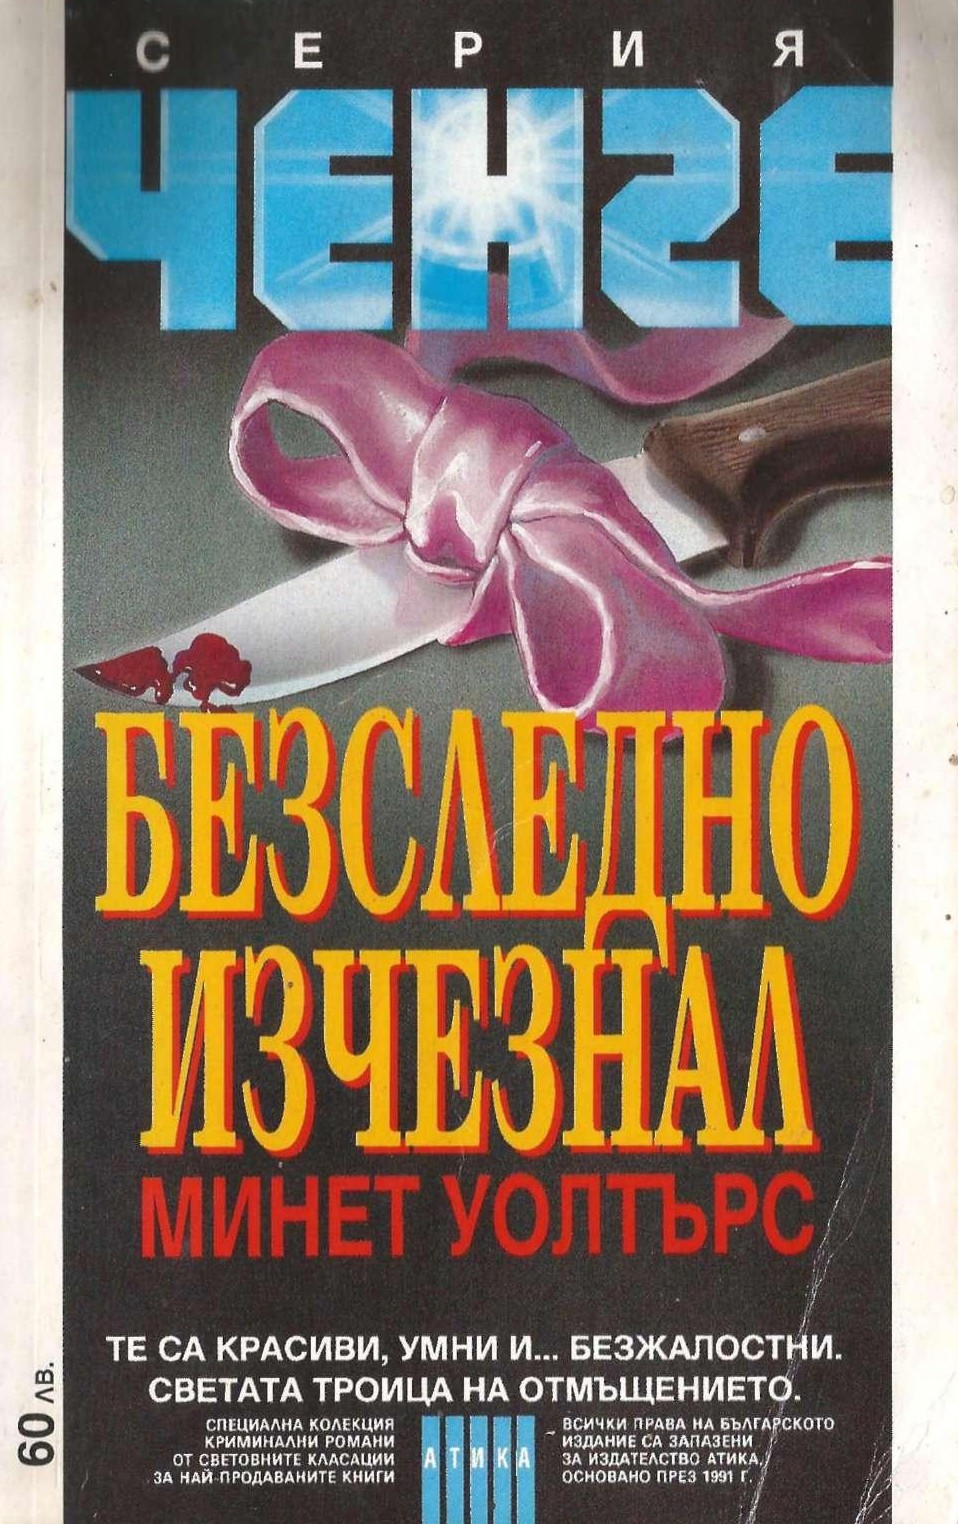 СЕРИЯ
ЧЕНГЕ
БЕЗСЛЕДНО
ИЗЧЕЗНАЛ
МИНЕТ УОЛТЪРС
ТЕ СА КРАСИВИ, УМНИ И... БЕЗЖАЛОСТНИ.
СВЕТАТА ТРОИЦА НА ОТМЪЩЕНИЕТО.
СПЕЦИАЛНА КОЛЕКЦИЯ
КРИМИНАЛНИ РОМАНИ
ОТ СВЕТОВНИТЕ КЛАСАЦИИ
ЗА НАЙ-ПРОДАВАНИТЕ КНИГИ
АТИКА
ВСИЧКИ ПРАВА НА БЪЛГАРСКОТО
ИЗДАНИЕ СА ЗАПАЗЕНИ
ЗА ИЗДАТЕЛСТВО АТИКА,
ОСНОВАНО ПРЕЗ 1991 Г.
60 ЛВ.